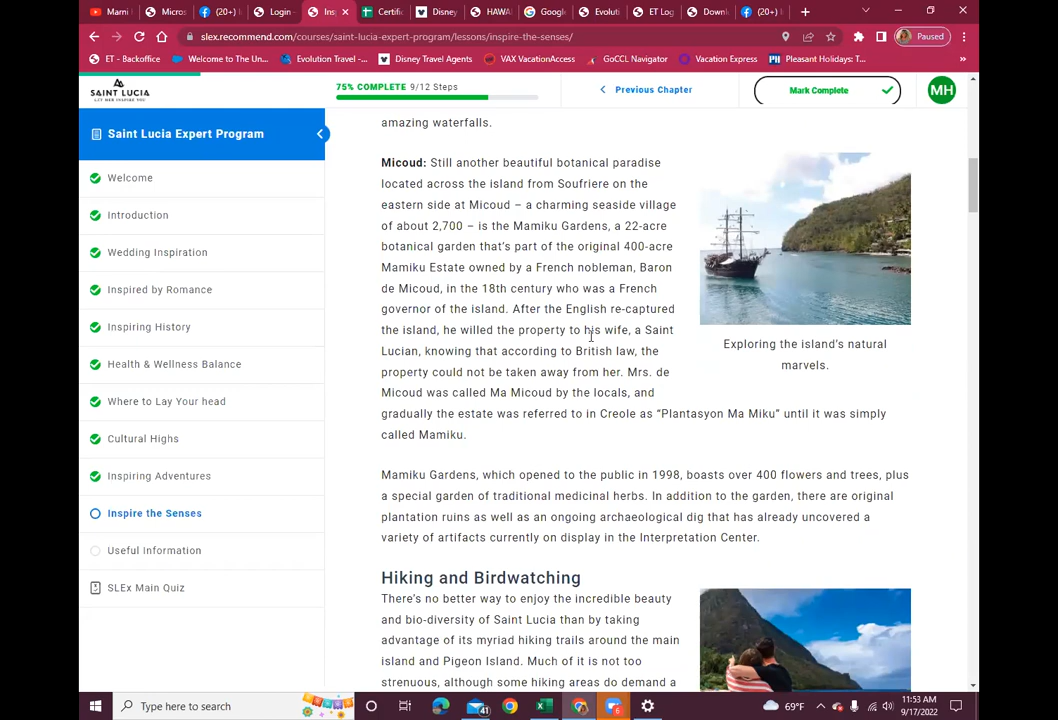 Marni
Micros
(20+)
Login -
Ins
Certific
Disney
HAWAI
Google
Evoluti
ET Log
Downl
(20+)
slex.recommend.com/courses/saint-lucia-expert-program/lessons/inspire-the-senses/
Paused
ET - Backoffice
Welcome to The Un...
Evolution Travel -...
Disney Travel Agents
VAX VacationAccess
GoCCL Navigator
Vacation Express
Pleasant Holidays: T...
SAINT LUCIA
LET HER INSPIRE YOU
75% COMPLETE 9/12 Steps
Previous Chapter
Mark Complete
MH
Saint Lucia Expert Program
Welcome
Introduction
Wedding Inspiration
Inspired by Romance
Inspiring History
Health & Wellness Balance
Where to Lay Your head
Cultural Highs
Inspiring Adventures
Inspire the Senses
Useful Information
SLEx Main Quiz
amazing waterfalls.
Micoud: Still another beautiful botanical paradise
located across the island from Soufriere on the
eastern side at Micoud – a charming seaside village
of about 2,700 – is the Mamiku Gardens, a 22-acre
botanical garden that's part of the original 400-acre
Mamiku Estate owned by a French nobleman, Baron
de Micoud, in the 18th century who was a French
governor of the island. After the English re-captured
the island, he willed the property to his wife, a Saint
Lucian, knowing that according to British law, the
property could not be taken away from her. Mrs. de
Micoud was called Ma Micoud by the locals, and
gradually the estate was referred to in Creole as “Plantasyon Ma Miku” until it was simply
called Mamiku.
Exploring the island's natural
marvels.
Mamiku Gardens, which opened to the public in 1998, boasts over 400 flowers and trees, plus
a special garden of traditional medicinal herbs. In addition to the garden, there are original
plantation ruins as well as an ongoing archaeological dig that has already uncovered a
variety of artifacts currently on display in the Interpretation Center.
Hiking and Birdwatching
There's no better way to enjoy the incredible beauty
and bio-diversity of Saint Lucia than by taking
advantage of its myriad hiking trails around the main
island and Pigeon Island. Much of it is not too
strenuous, although some hiking areas do demand a
Type here to search
41
6
69°F
11:53 AM
9/17/2022